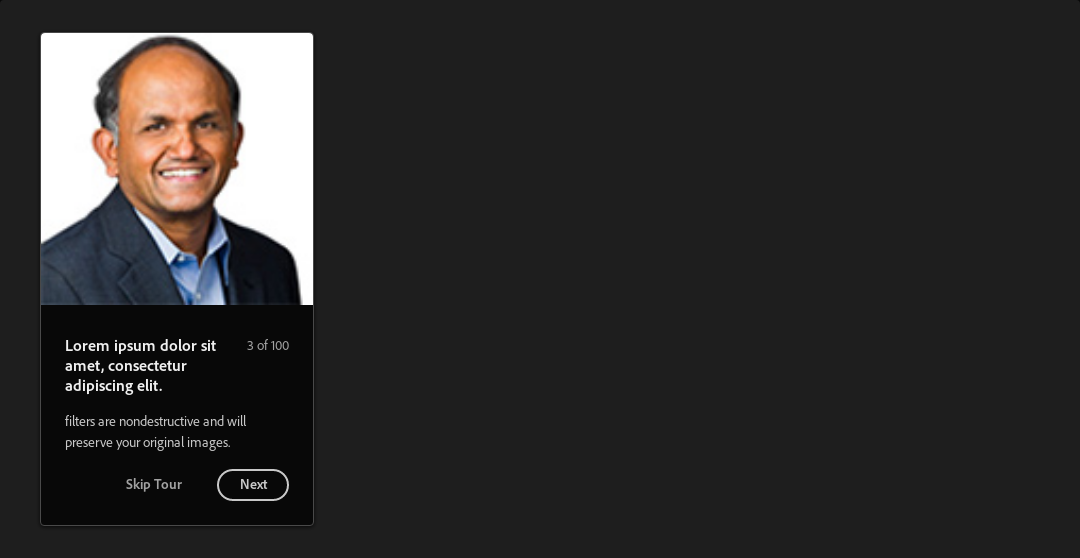 Lorem ipsum dolor sit
3 of 100
amet, consectetur
adipiscing elit.
filters are nondestructive and will
preserve your original images.
Skip Tour
Next